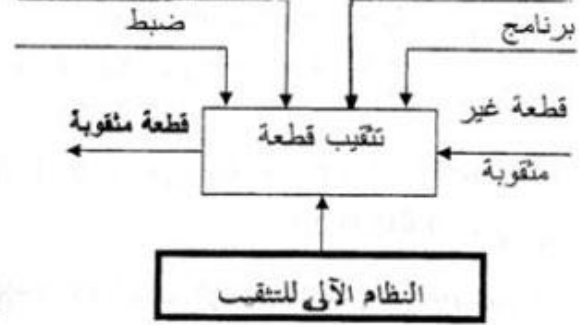 برنامج
ضبط
قطعة غير
مثقوبة
تثقيب قطعة
قطعة مثقوبة
النظام الآلي للتثقيب